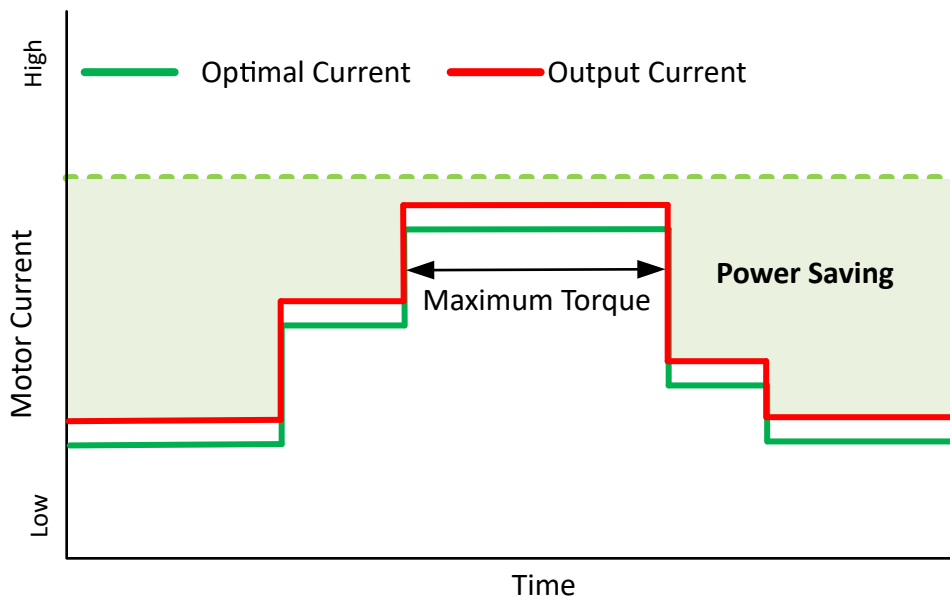 High
Optimal Current
Output Current
Motor Current
Power Saving
Maximum Torque
Low
Time